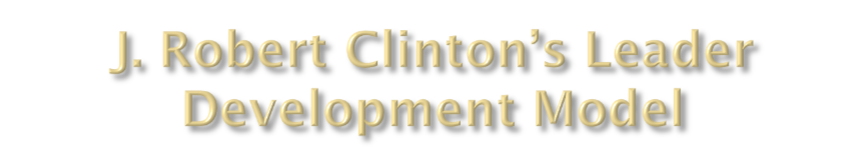 J. Robert Clinton’s Leader
Development Model